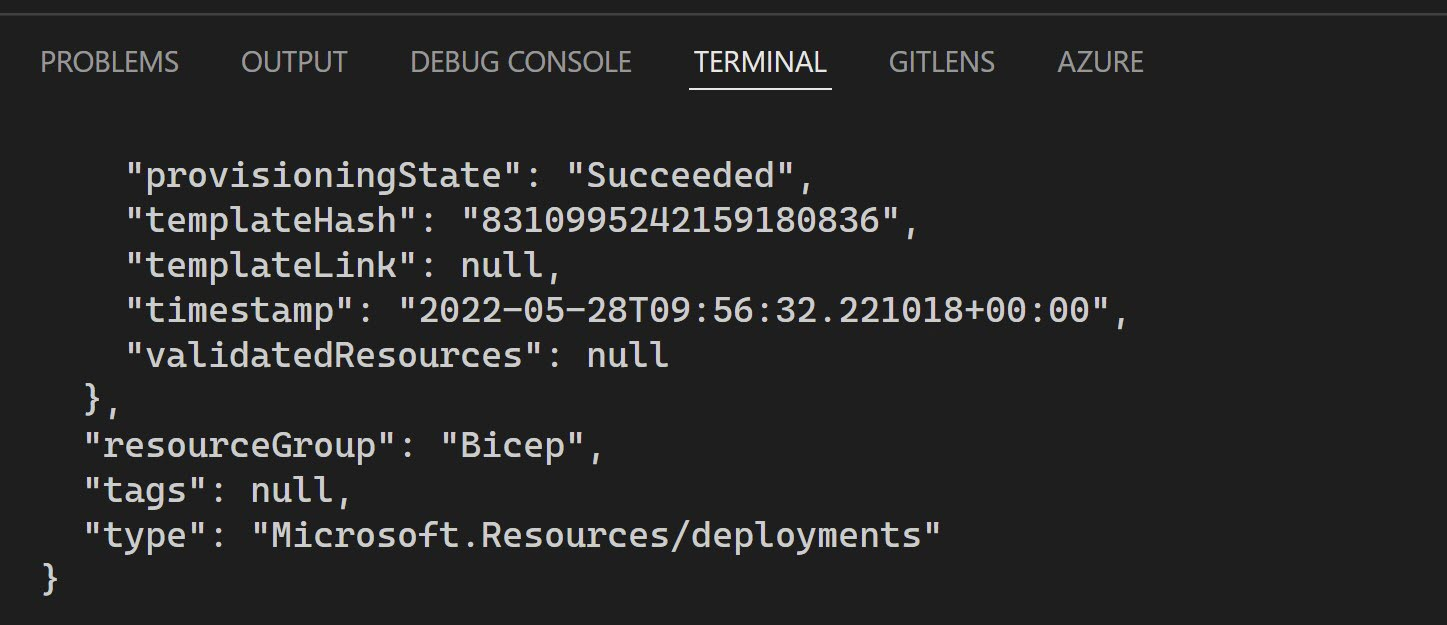 PROBLEMS OUTPUT DEBUG CONSOLE TERMINAL GITLENS AZURE
"provisioningState": "Succeeded",
"templateHash": "8310995242159180836",
"templateLink": null,
"timestamp": "2022-05-28T09:56:32.221018+00:00",
"validatedResources": null
},
"resourceGroup": "Bicep",
"tags": null,
"type": "Microsoft.Resources/deployments"
}